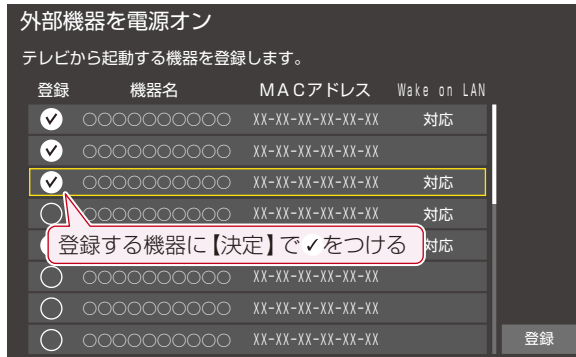 外部機器を電源オン
テレビから起動する機器を登録します。
登録 機器名 MACアドレス Wake on LAN
○○○○○○○○○○ XX-XX-XX-XX-XX-XX 対応
○○○○○○○○○○ XX-XX-XX-XX-XX-XX
○○○○○○○○○○ XX-XX-XX-XX-XX-XX 対応
○○○○○○○○○○ XX-XX-XX-XX-XX-XX 対応
登録する機器に【決定】で✓をつける 対応
○○○○○○○○○○ XX-XX-XX-XX-XX-XX
○○○○○○○○○○ XX-XX-XX-XX-XX-XX
○○○○○○○○○○ XX-XX-XX-XX-XX-XX
登録